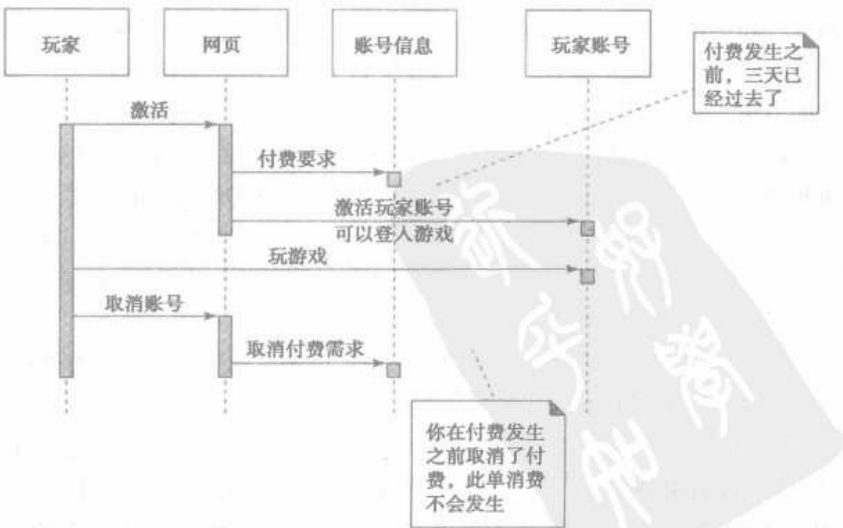 玩家
网页
账号信息
玩家账号
付费发生之
前，三天已
经过去了
激活
付费要求
激活玩家账号
可以登人游戏
玩游戏
取消账号
取消付费需求
你在付费发生
之前取消了付
费，此单消费
不会发生